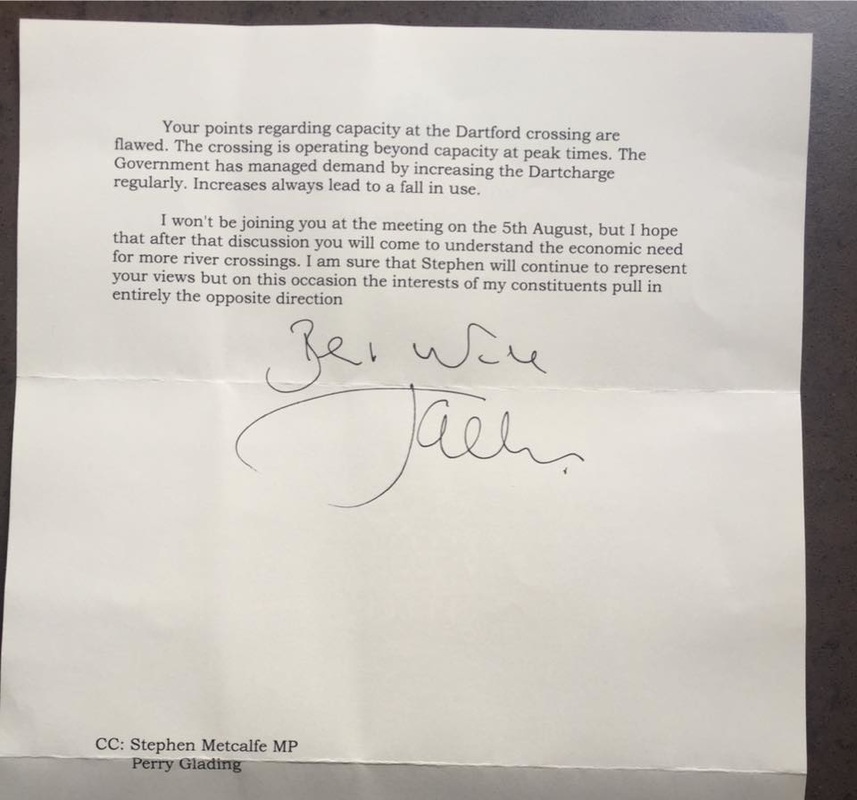 Your points regarding capacity at the Dartford crossing are
flawed. The crossing is operating beyond capacity at peak times. The
Government has managed demand by increasing the Dartcharge
regularly. Increases always lead to a fall in use.
I won't be joining you at the meeting on the 5th August, but I hope
that after that discussion you will come to understand the economic need
for more river crossings. I am sure that Stephen will continue to represent
your views but on this occasion the interests of my constituents pull in
entirely the opposite direction
CC: Stephen Metcalfe MP
Perry Glading